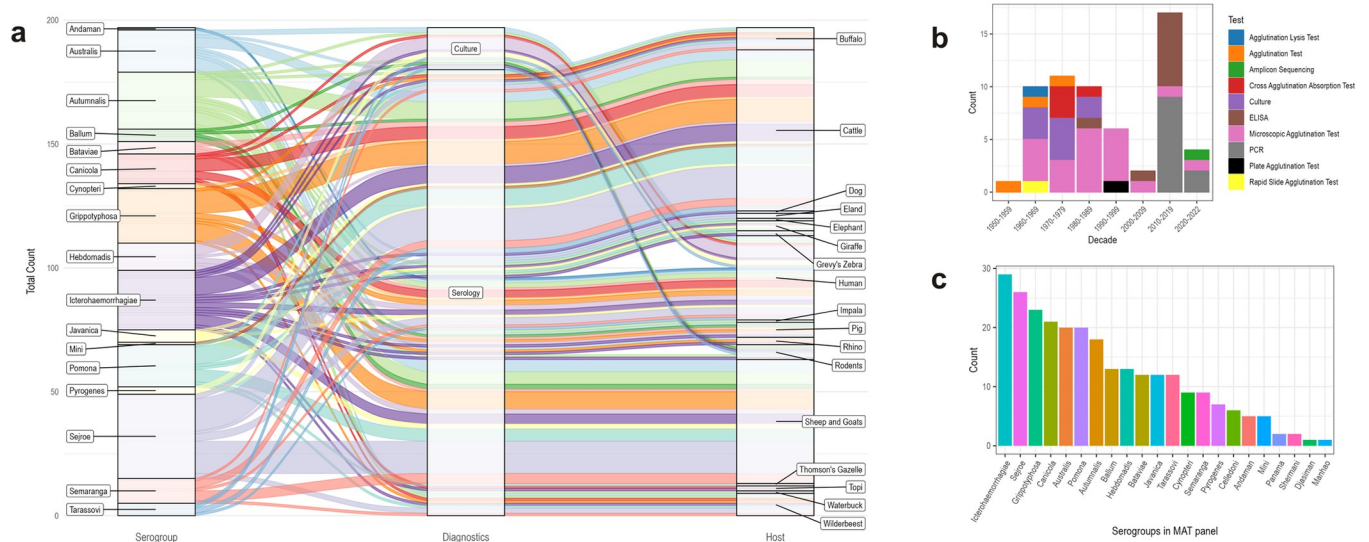 a
200
150
100
50
0
Total Count
Andaman
Australis
Autumnalis
Ballum
Bataviae
Canicola
Cynopteri
Grippotyphosa
Hebdomadis
Icterohaemorrhagiae
Javanica
Mini
Pomona
Pyrogenes
Sejroe
Semaranga
Tarassovi
Culture
Serology
Buffalo
Cattle
Dog
Eland
Elephant
Giraffe
Grevy's Zebra
Human
Impala
Pig
Rhino
Rodents
Sheep and Goats
Thomson's Gazelle
Topi
Waterbuck
Wilderbeest
Serogroup
Diagnostics
Host
b
15
10
5
0
Count
1950-1959
1960-1969
1970-1979
1980-1989
1990-1999
2000-2009
2010-2019
2020-2022
Decade
Test
Agglutination Lysis Test
Agglutination Test
Amplicon Sequencing
Cross Agglutination Absorption Test
Culture
ELISA
Microscopic Agglutination Test
PCR
Plate Agglutination Test
Rapid Slide Agglutination Test
c
30
20
10
0
Count
Icterohaemorrhagiae
Sejroe
Grippotyphosa
Canicola
Australis
Pomona
Autumnalis
Ballum
Hebdomadis
Bataviae
Javanica
Tarassovi
Cynopteri
Semaranga
Pyrogenes
Celledoni
Andaman
Mini
Panama
Shermani
Djasiman
Manhao
Serogroups in MAT panel